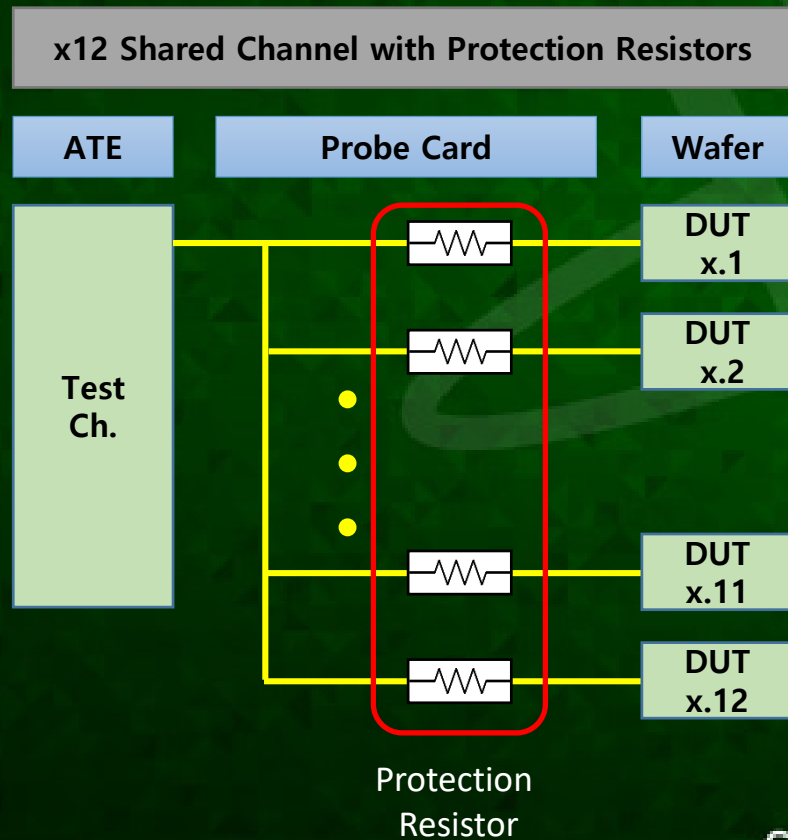 x12 Shared Channel with Protection Resistors
ATE
Probe Card
Wafer
Test
Ch.
DUT
x.1
DUT
x.2
DUT
x.11
DUT
x.12
Protection
Resistor